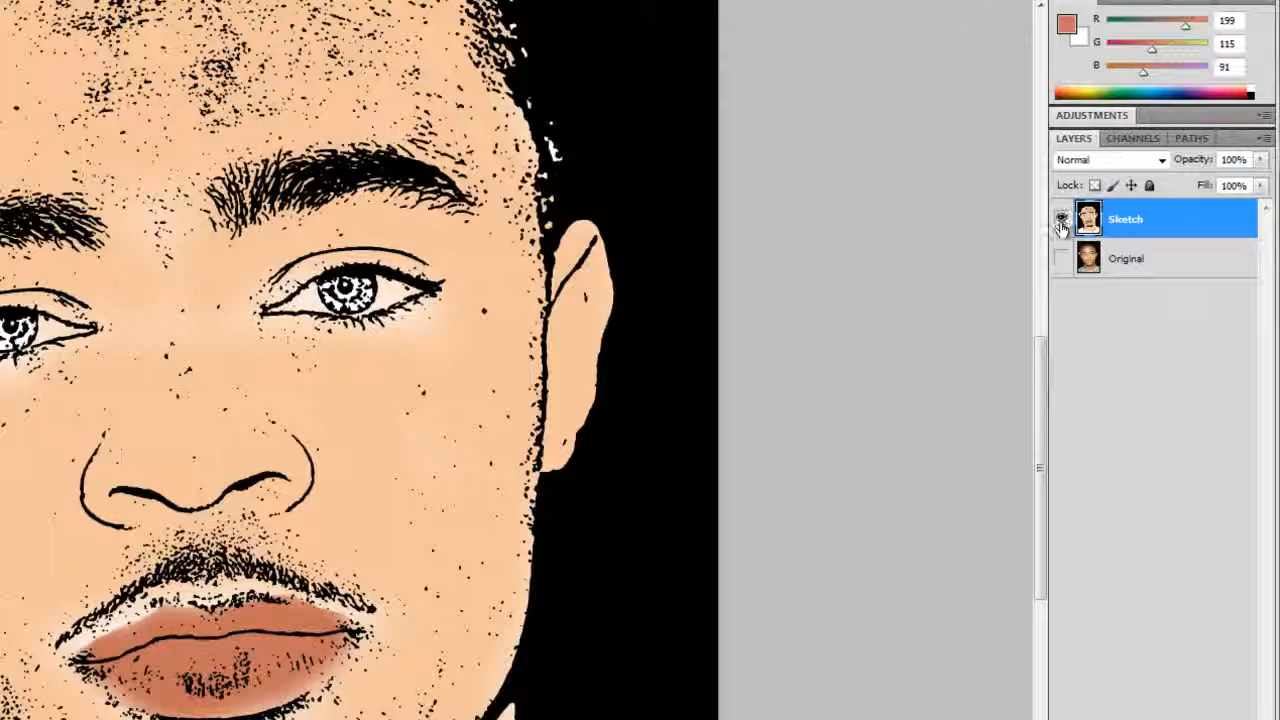 R 199
G 115
B 91
ADJUSTMENTS
LAYERS CHANNELS PATHS
Normal Opacity: 100%
Lock: Fill: 100%
Sketch
Original